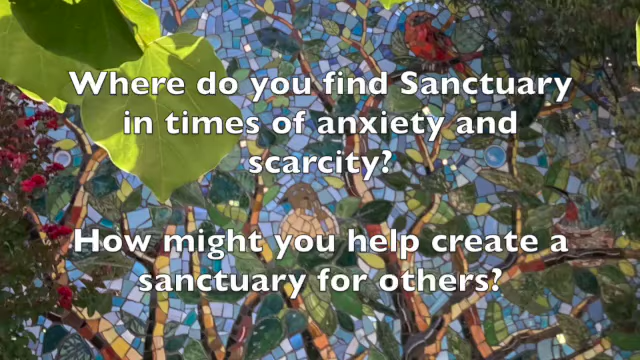 Where do you find Sanctuary
in times of anxiety and
scarcity?
How might you help create a
sanctuary for others?